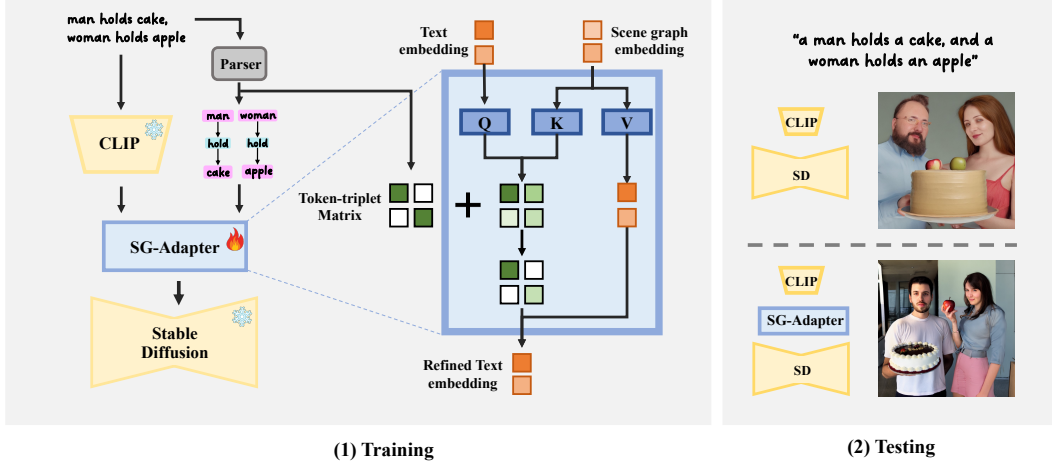 man holds cake,
woman holds apple
Parser
CLIP
man
woman
hold
hold
cake
apple
SG-Adapter
Stable
Diffusion
Token-triplet
Matrix
Text
embedding
Scene graph
embedding
Q
K
V
+
Refined Text
embedding
(1) Training
"a man holds a cake, and a
woman holds an apple"
CLIP
SD
CLIP
SG-Adapter
SD
(2) Testing